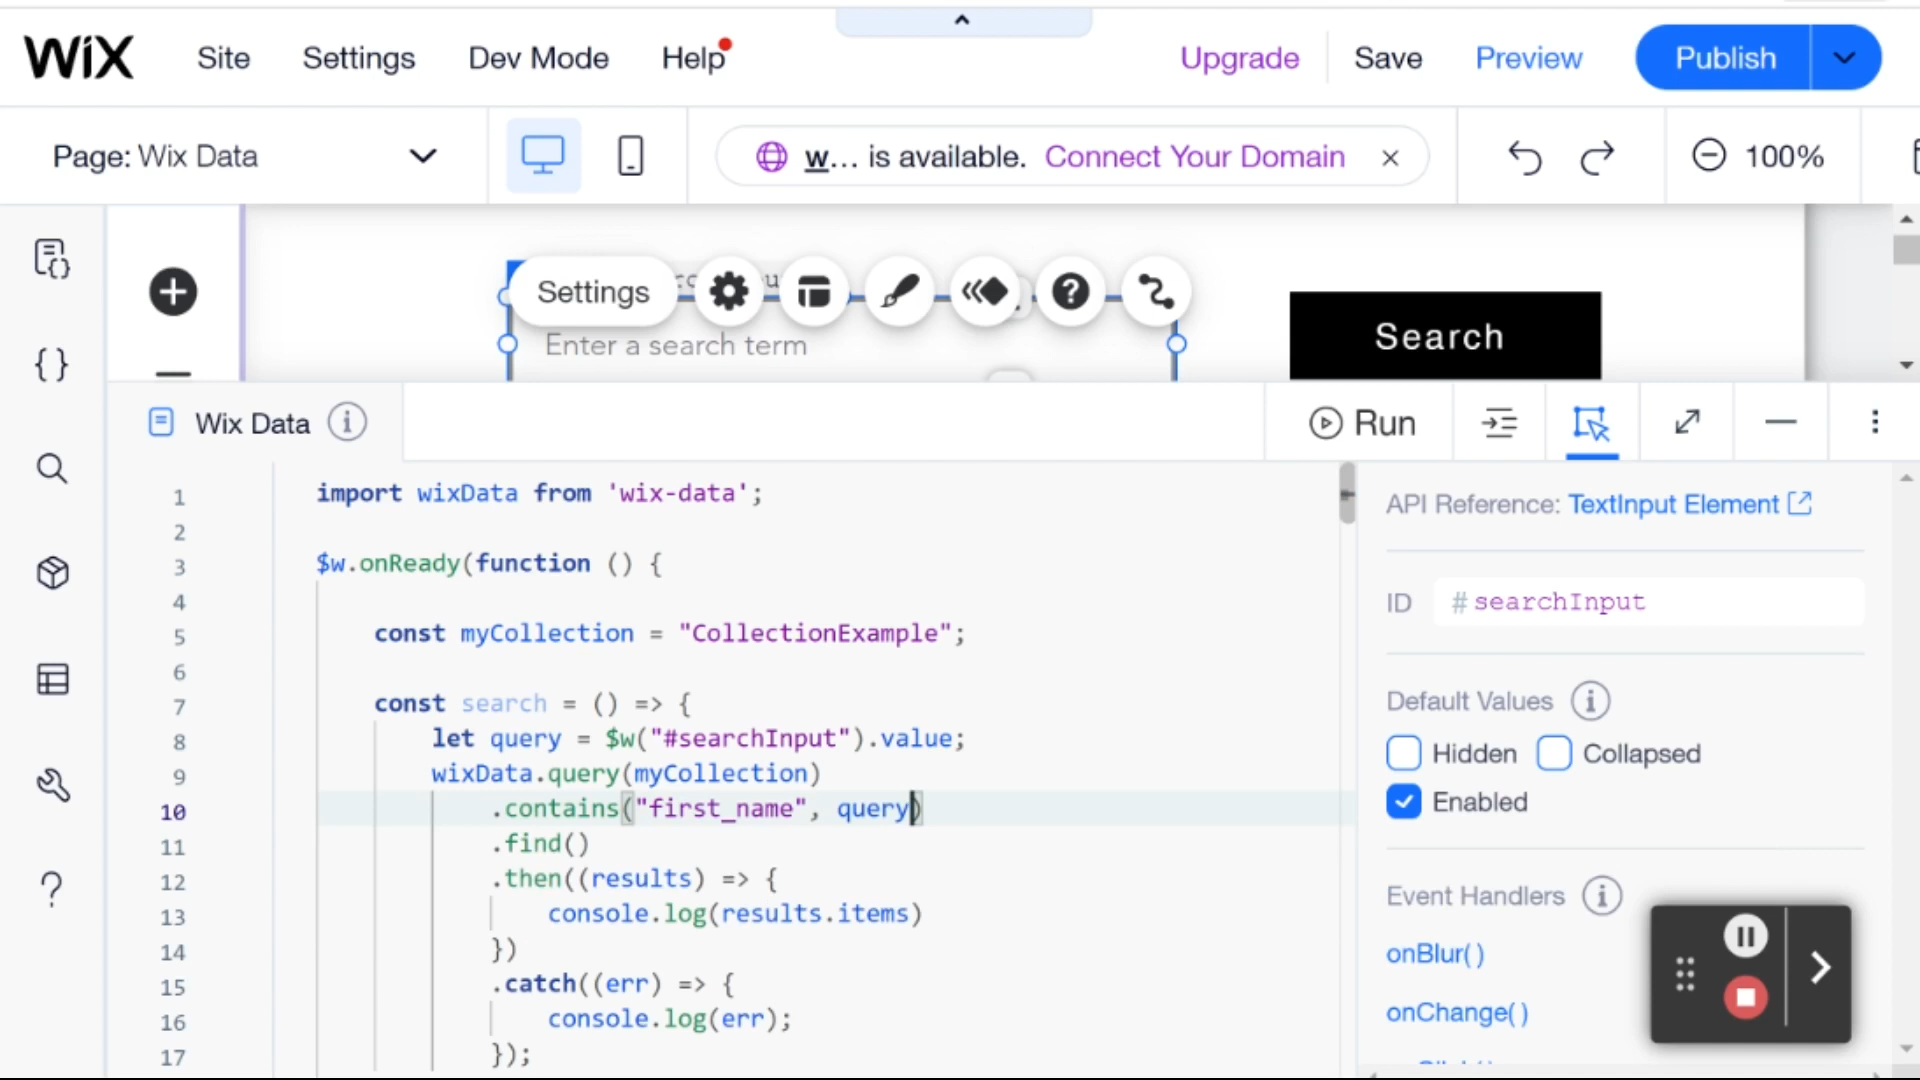 WiX Site Settings Dev Mode Help Upgrade Save Preview Publish
Page: Wix Data w... is available. Connect Your Domain 100%
Settings
Enter a search term
Search
Wix Data Run
1 import wixData from 'wix-data';
2
3 $w.onReady(function () {
4
5 const myCollection = "CollectionExample";
6
7 const search = () => {
8 let query = $w("#searchInput").value;
9 wixData.query(myCollection)
10 .contains("first_name", query)
11 .find()
12 .then((results) => {
13 console.log(results.items)
14 })
15 .catch((err) => {
16 console.log(err);
17 });
API Reference: TextInput Element
ID # searchInput
Default Values
Hidden Collapsed
Enabled
Event Handlers
onBlur()
onChange()